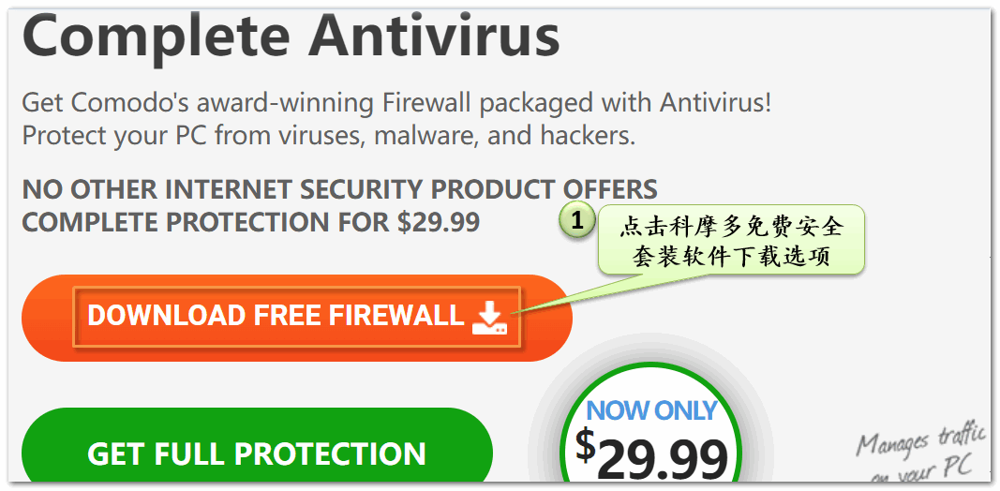 Complete Antivirus
Get Comodo's award-winning Firewall packaged with Antivirus!
Protect your PC from viruses, malware, and hackers.
NO OTHER INTERNET SECURITY PRODUCT OFFERS
COMPLETE PROTECTION FOR $29.99
1
点击科摩多免费安全
套装软件下载选项
DOWNLOAD FREE FIREWALL
GET FULL PROTECTION
NOW ONLY
$29.99
Manages traffic
on your PC